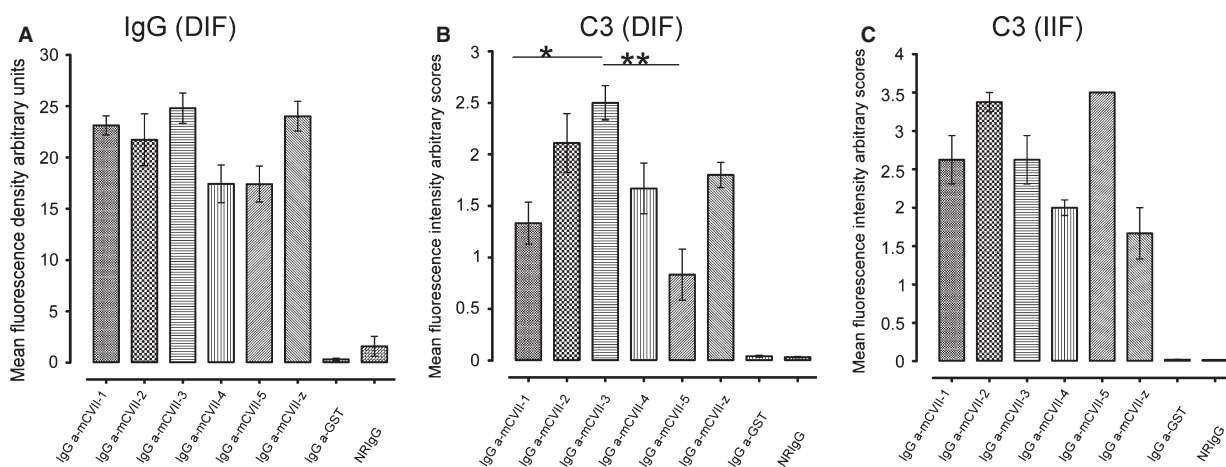 A
IgG (DIF)
Mean fluorescence density arbitrary units
30
25
20
15
10
5
0
IgG a-mCVII-1
IgG a-mCVII-2
IgG a-mCVII-3
IgG a-mCVII-4
IgG a-mCVII-5
IgG a-mCVII-z
IgG a-GST
NRIgG
B
C3 (DIF)
Mean fluorescence intensity arbitrary scores
3
2.5
2
1.5
1
0.5
0
*
**
IgG a-mCVII-1
IgG a-mCVII-2
IgG a-mCVII-3
IgG a-mCVII-4
IgG a-mCVII-5
IgG a-mCVII-z
IgG a-GST
NRIgG
C
C3 (IIF)
Mean fluorescence intensity arbitrary scores
4
3.5
3
2.5
2
1.5
1
0.5
0
IgG a-mCVII-1
IgG a-mCVII-2
IgG a-mCVII-3
IgG a-mCVII-4
IgG a-mCVII-5
IgG a-mCVII-z
IgG a-GST
NRIgG